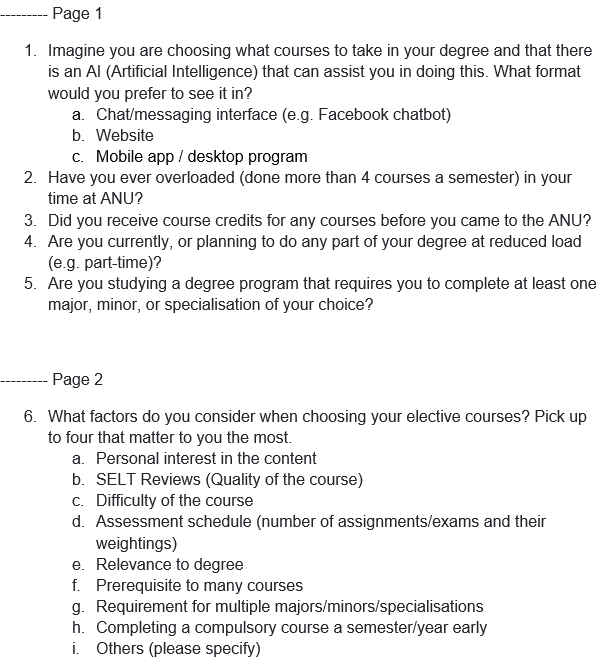 --------- Page 1
1. Imagine you are choosing what courses to take in your degree and that there
is an AI (Artificial Intelligence) that can assist you in doing this. What format
would you prefer to see it in?
a. Chat/messaging interface (e.g. Facebook chatbot)
b. Website
c. Mobile app / desktop program
2. Have you ever overloaded (done more than 4 courses a semester) in your
time at ANU?
3. Did you receive course credits for any courses before you came to the ANU?
4. Are you currently, or planning to do any part of your degree at reduced load
(e.g. part-time)?
5. Are you studying a degree program that requires you to complete at least one
major, minor, or specialisation of your choice?
--------- Page 2
6. What factors do you consider when choosing your elective courses? Pick up
to four that matter to you the most.
a. Personal interest in the content
b. SELT Reviews (Quality of the course)
c. Difficulty of the course
d. Assessment schedule (number of assignments/exams and their
weightings)
e. Relevance to degree
f. Prerequisite to many courses
g. Requirement for multiple majors/minors/specialisations
h. Completing a compulsory course a semester/year early
i. Others (please specify)